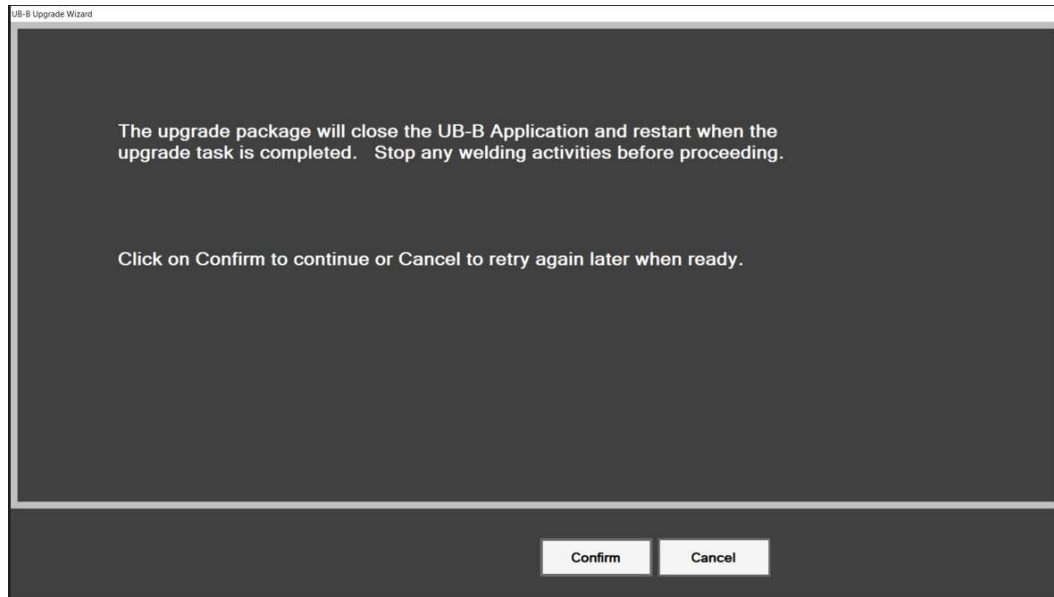 UB-B Upgrade Wizard
The upgrade package will close the UB-B Application and restart when the
upgrade task is completed.   Stop any welding activities before proceeding.
Click on Confirm to continue or Cancel to retry again later when ready.
Confirm
Cancel